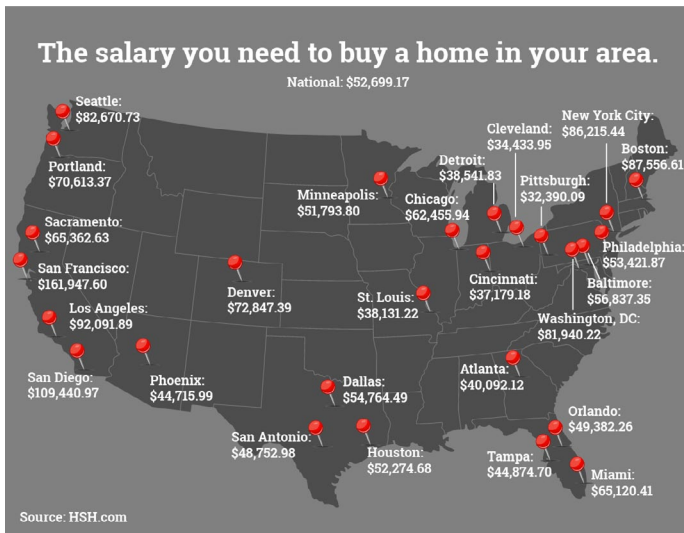 The salary you need to buy a home in your area.
National: $52,699.17
Seattle:
$82,670.73
Portland:
$70,613.37
Sacramento:
$65,362.63
San Francisco:
$161,947.60
Los Angeles:
$92,091.89
San Diego:
$109,440.97
Phoenix:
$44,715.99
Denver:
$72,847.39
Minneapolis:
$51,793.80
St. Louis:
$38,131.22
Chicago:
$62,455.94
Detroit:
$38,541.83
Cleveland:
$34,433.95
Pittsburgh:
$32,390.09
New York City:
$86,215.44
Boston:
$87,556.61
Philadelphia:
$53,421.87
Baltimore:
$56,837.35
Washington, DC:
$81,940.22
Cincinnati:
$37,179.18
Atlanta:
$40,092.12
Dallas:
$54,764.49
San Antonio:
$48,752.98
Houston:
$52,274.68
Orlando:
$49,382.26
Tampa:
$44,874.70
Miami:
$65,120.41
Source: HSH.com